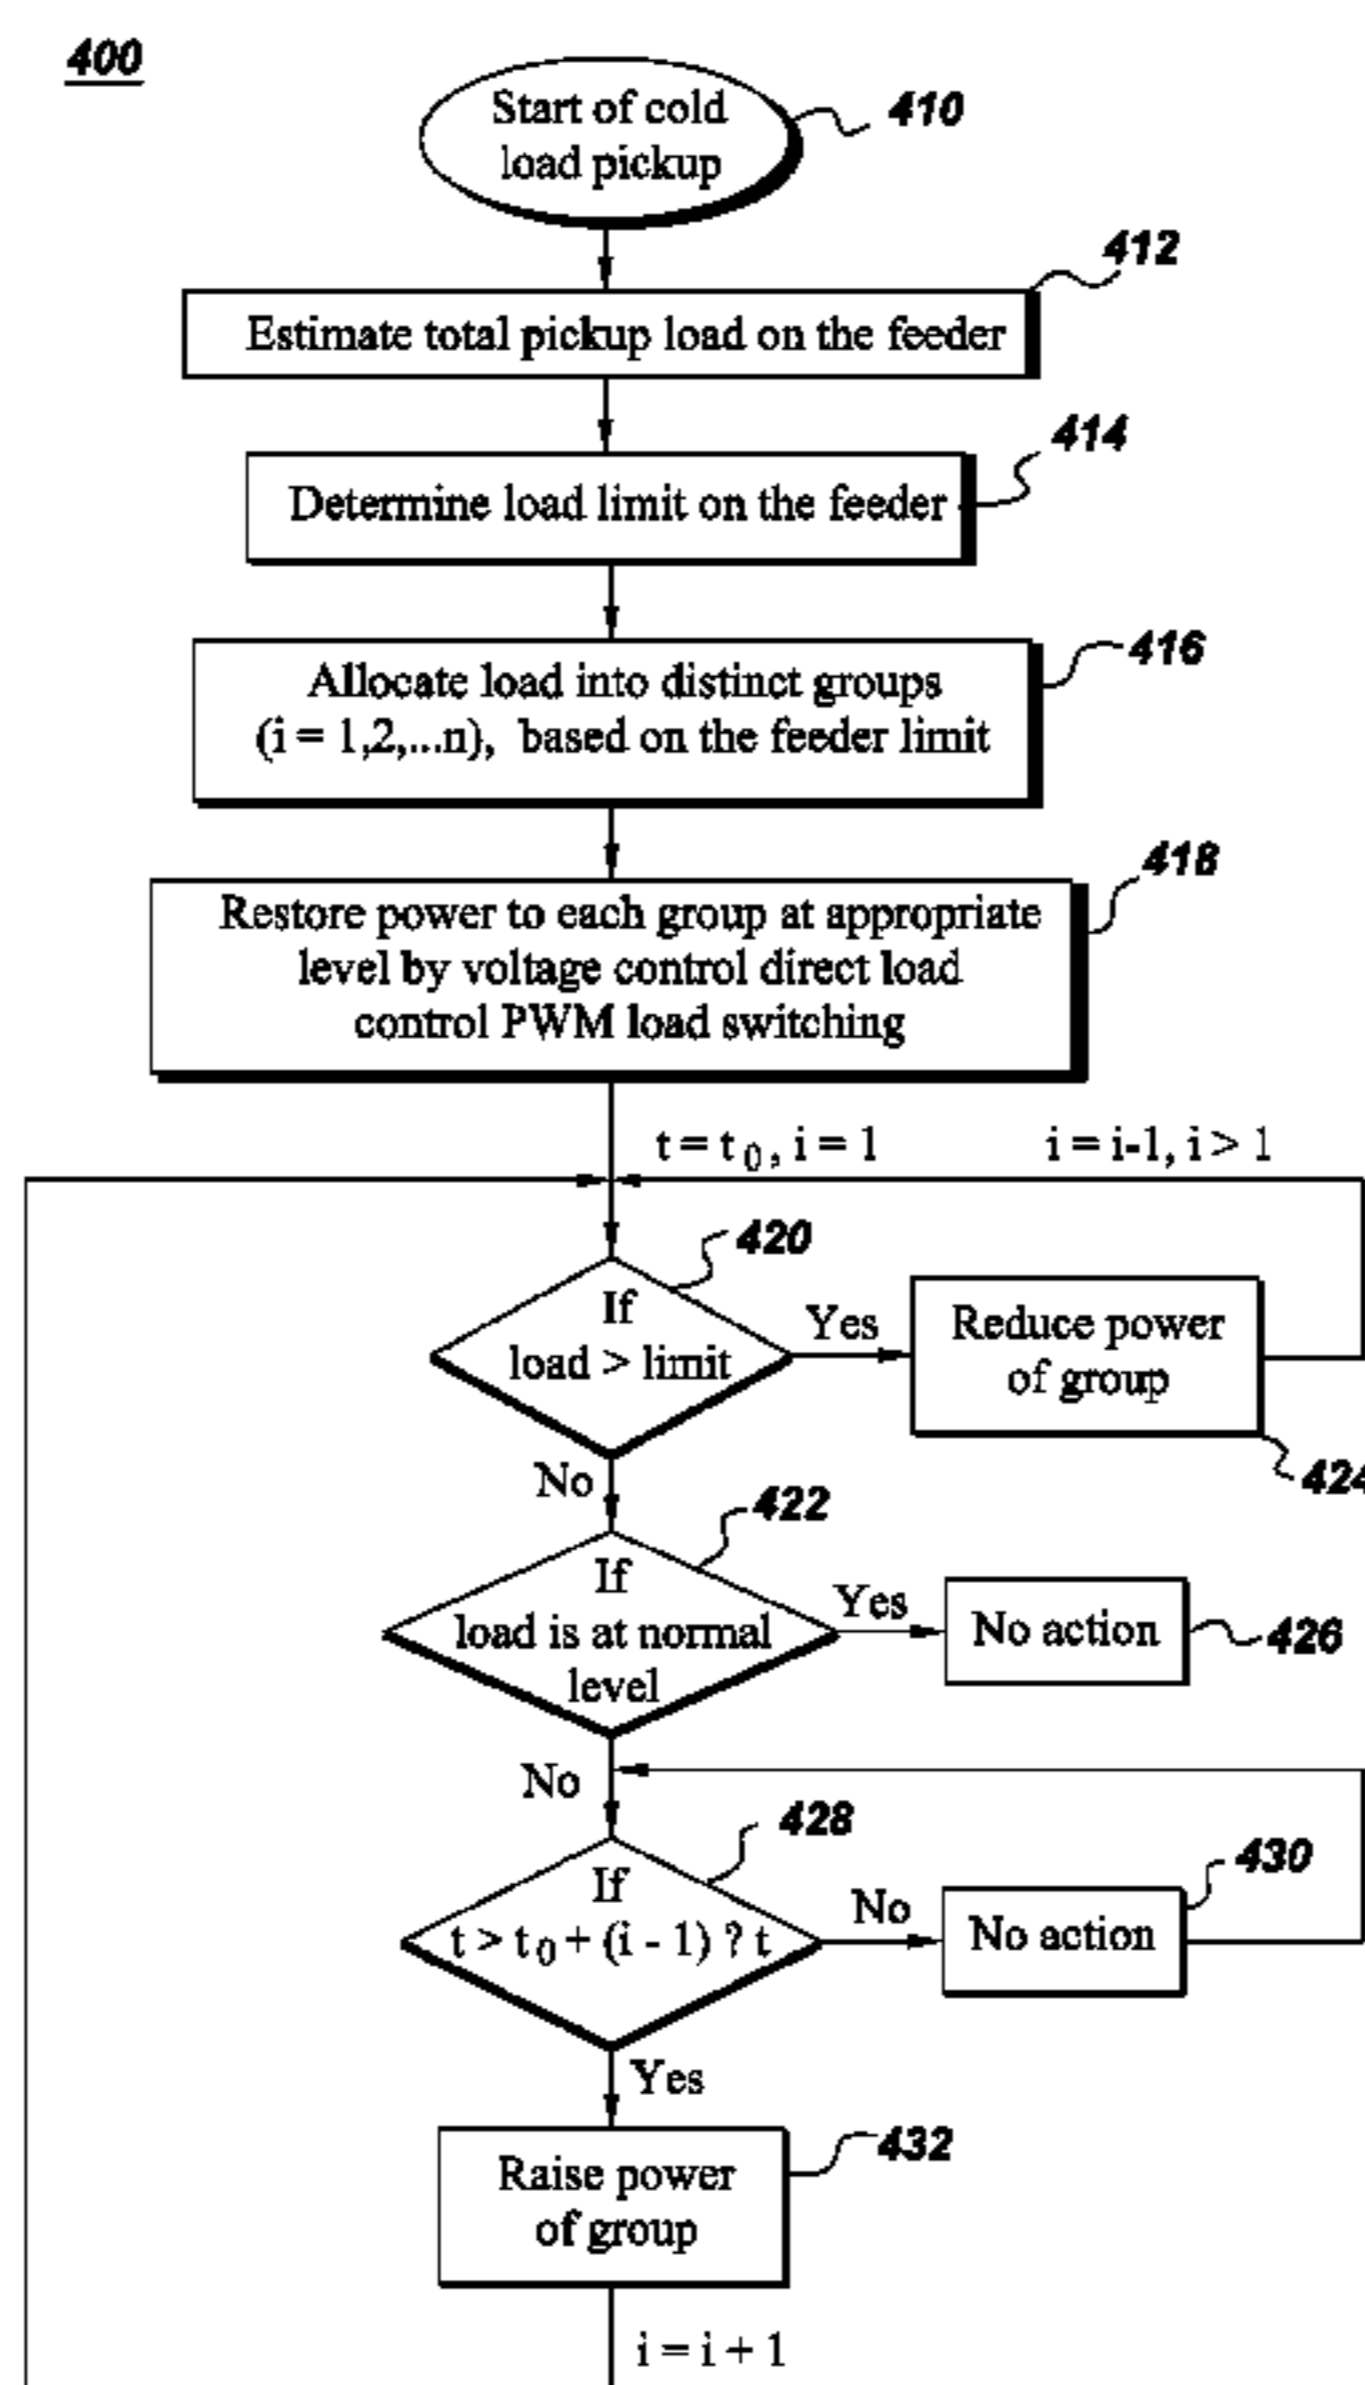 400
Start of cold
load pickup
410
412
Estimate total pickup load on the feeder
414
Determine load limit on the feeder
416
Allocate load into distinct groups
(i = 1,2,...n), based on the feeder limit
418
Restore power to each group at appropriate
level by voltage control direct load
control PWM load switching
t = t0, i = 1
i = i-1, i > 1
420
If
load > limit
Yes
Reduce power
of group
424
No
422
If
load is at normal
level
Yes
No action
426
No
428
If
t > t0 + (i - 1) ? t
No
430
No action
Yes
432
Raise power
of group
i = i + 1